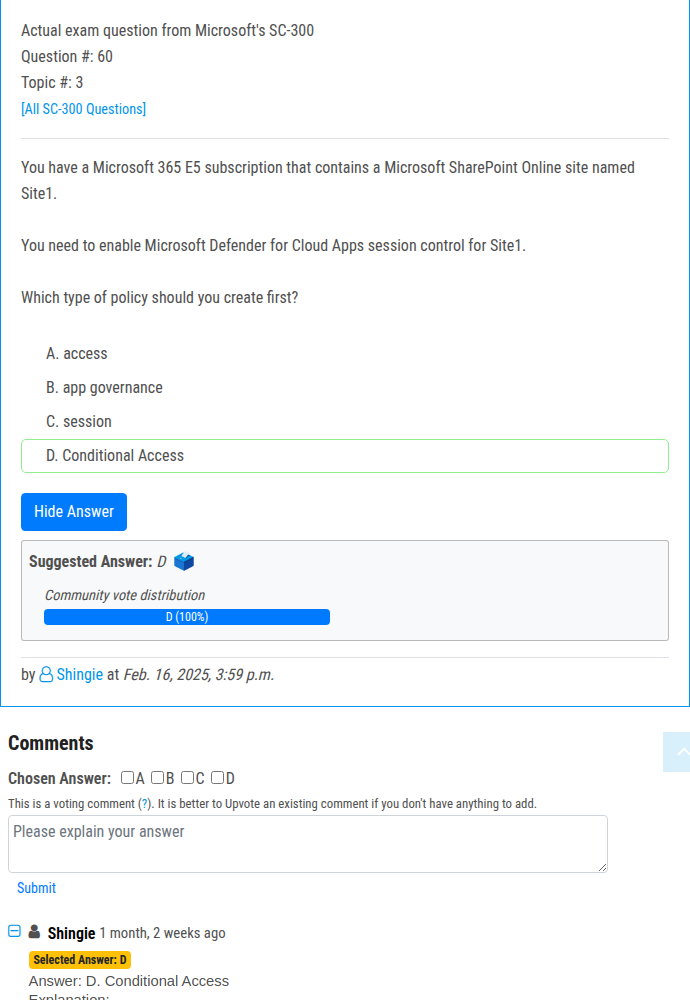 Actual exam question from Microsoft's SC-300
Question #: 60
Topic #: 3
[All SC-300 Questions]
You have a Microsoft 365 E5 subscription that contains a Microsoft SharePoint Online site named
Site1.
You need to enable Microsoft Defender for Cloud Apps session control for Site1.
Which type of policy should you create first?
A. access
B. app governance
C. session
D. Conditional Access
Hide Answer
Suggested Answer: D
Community vote distribution
D (100%)
by Shingie at Feb. 16, 2025, 3:59 p.m.
Comments
Chosen Answer: A B C D
This is a voting comment (?). It is better to Upvote an existing comment if you don't have anything to add.
Please explain your answer
Submit
Shingie 1 month, 2 weeks ago
Selected Answer: D
Answer: D. Conditional Access
Explanation: